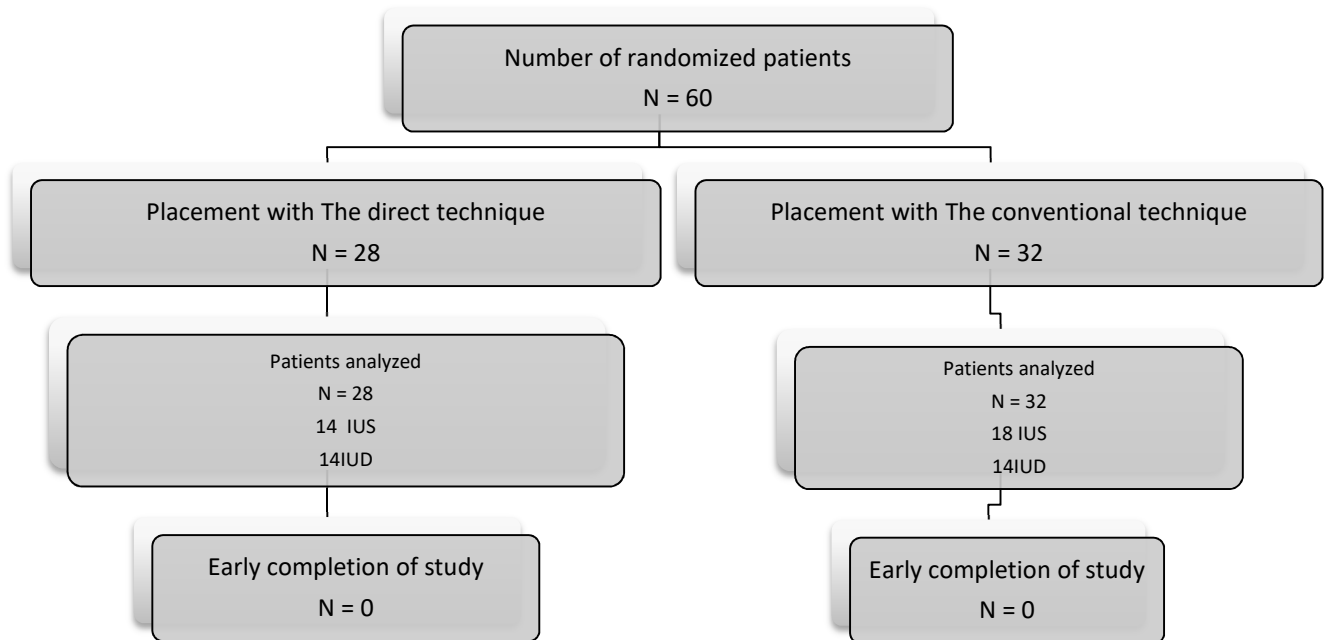 Number of randomized patients
N = 60
Placement with The direct technique
N = 28
Placement with The conventional technique
N = 32
Patients analyzed
N = 28
14 IUS
14IUD
Patients analyzed
N = 32
18 IUS
14IUD
Early completion of study
N = 0
Early completion of study
N = 0